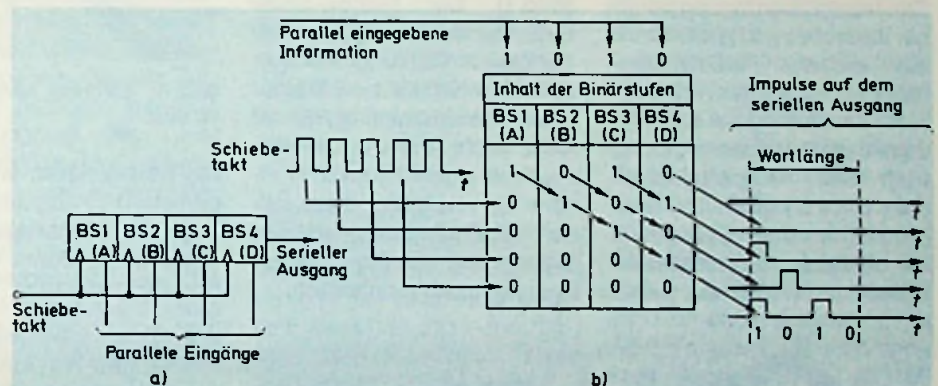 Parallel eingegebene
Information
1 0 1 0
Inhalt der Binärstufen
BS1 BS2 BS3 BS4
(A) (B) (C) (D)
1 0 1 0
0 1 0 1
0 0 1 0
0 0 0 1
0 0 0 0
Schiebe-
takt
t
Impulse auf dem
seriellen Ausgang
Wortlänge
t
t
t
t
t
1 0 1 0
BS1 BS2 BS3 BS4
(A) (B) (C) (D)
Serieller
Ausgang
Schiebe-
takt
Parallele Eingänge
a)
b)